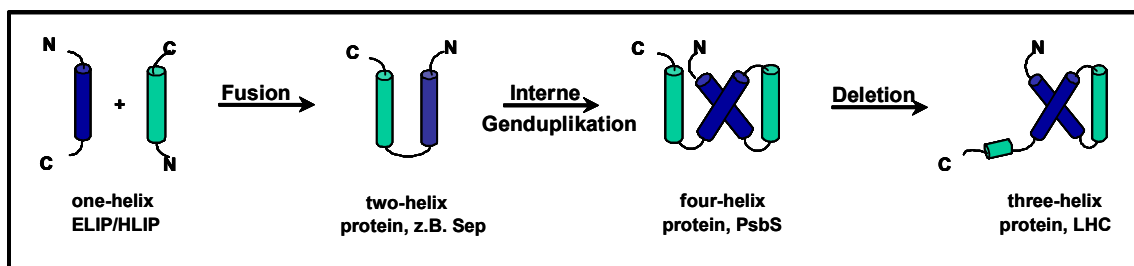 N
C
+
C
N
Fusion
C
N
Interne
Genduplikation
C
N
Deletion
N
C
one-helix
ELIP/HLIP
two-helix
protein, z.B. Sep
four-helix
protein, PsbS
three-helix
protein, LHC